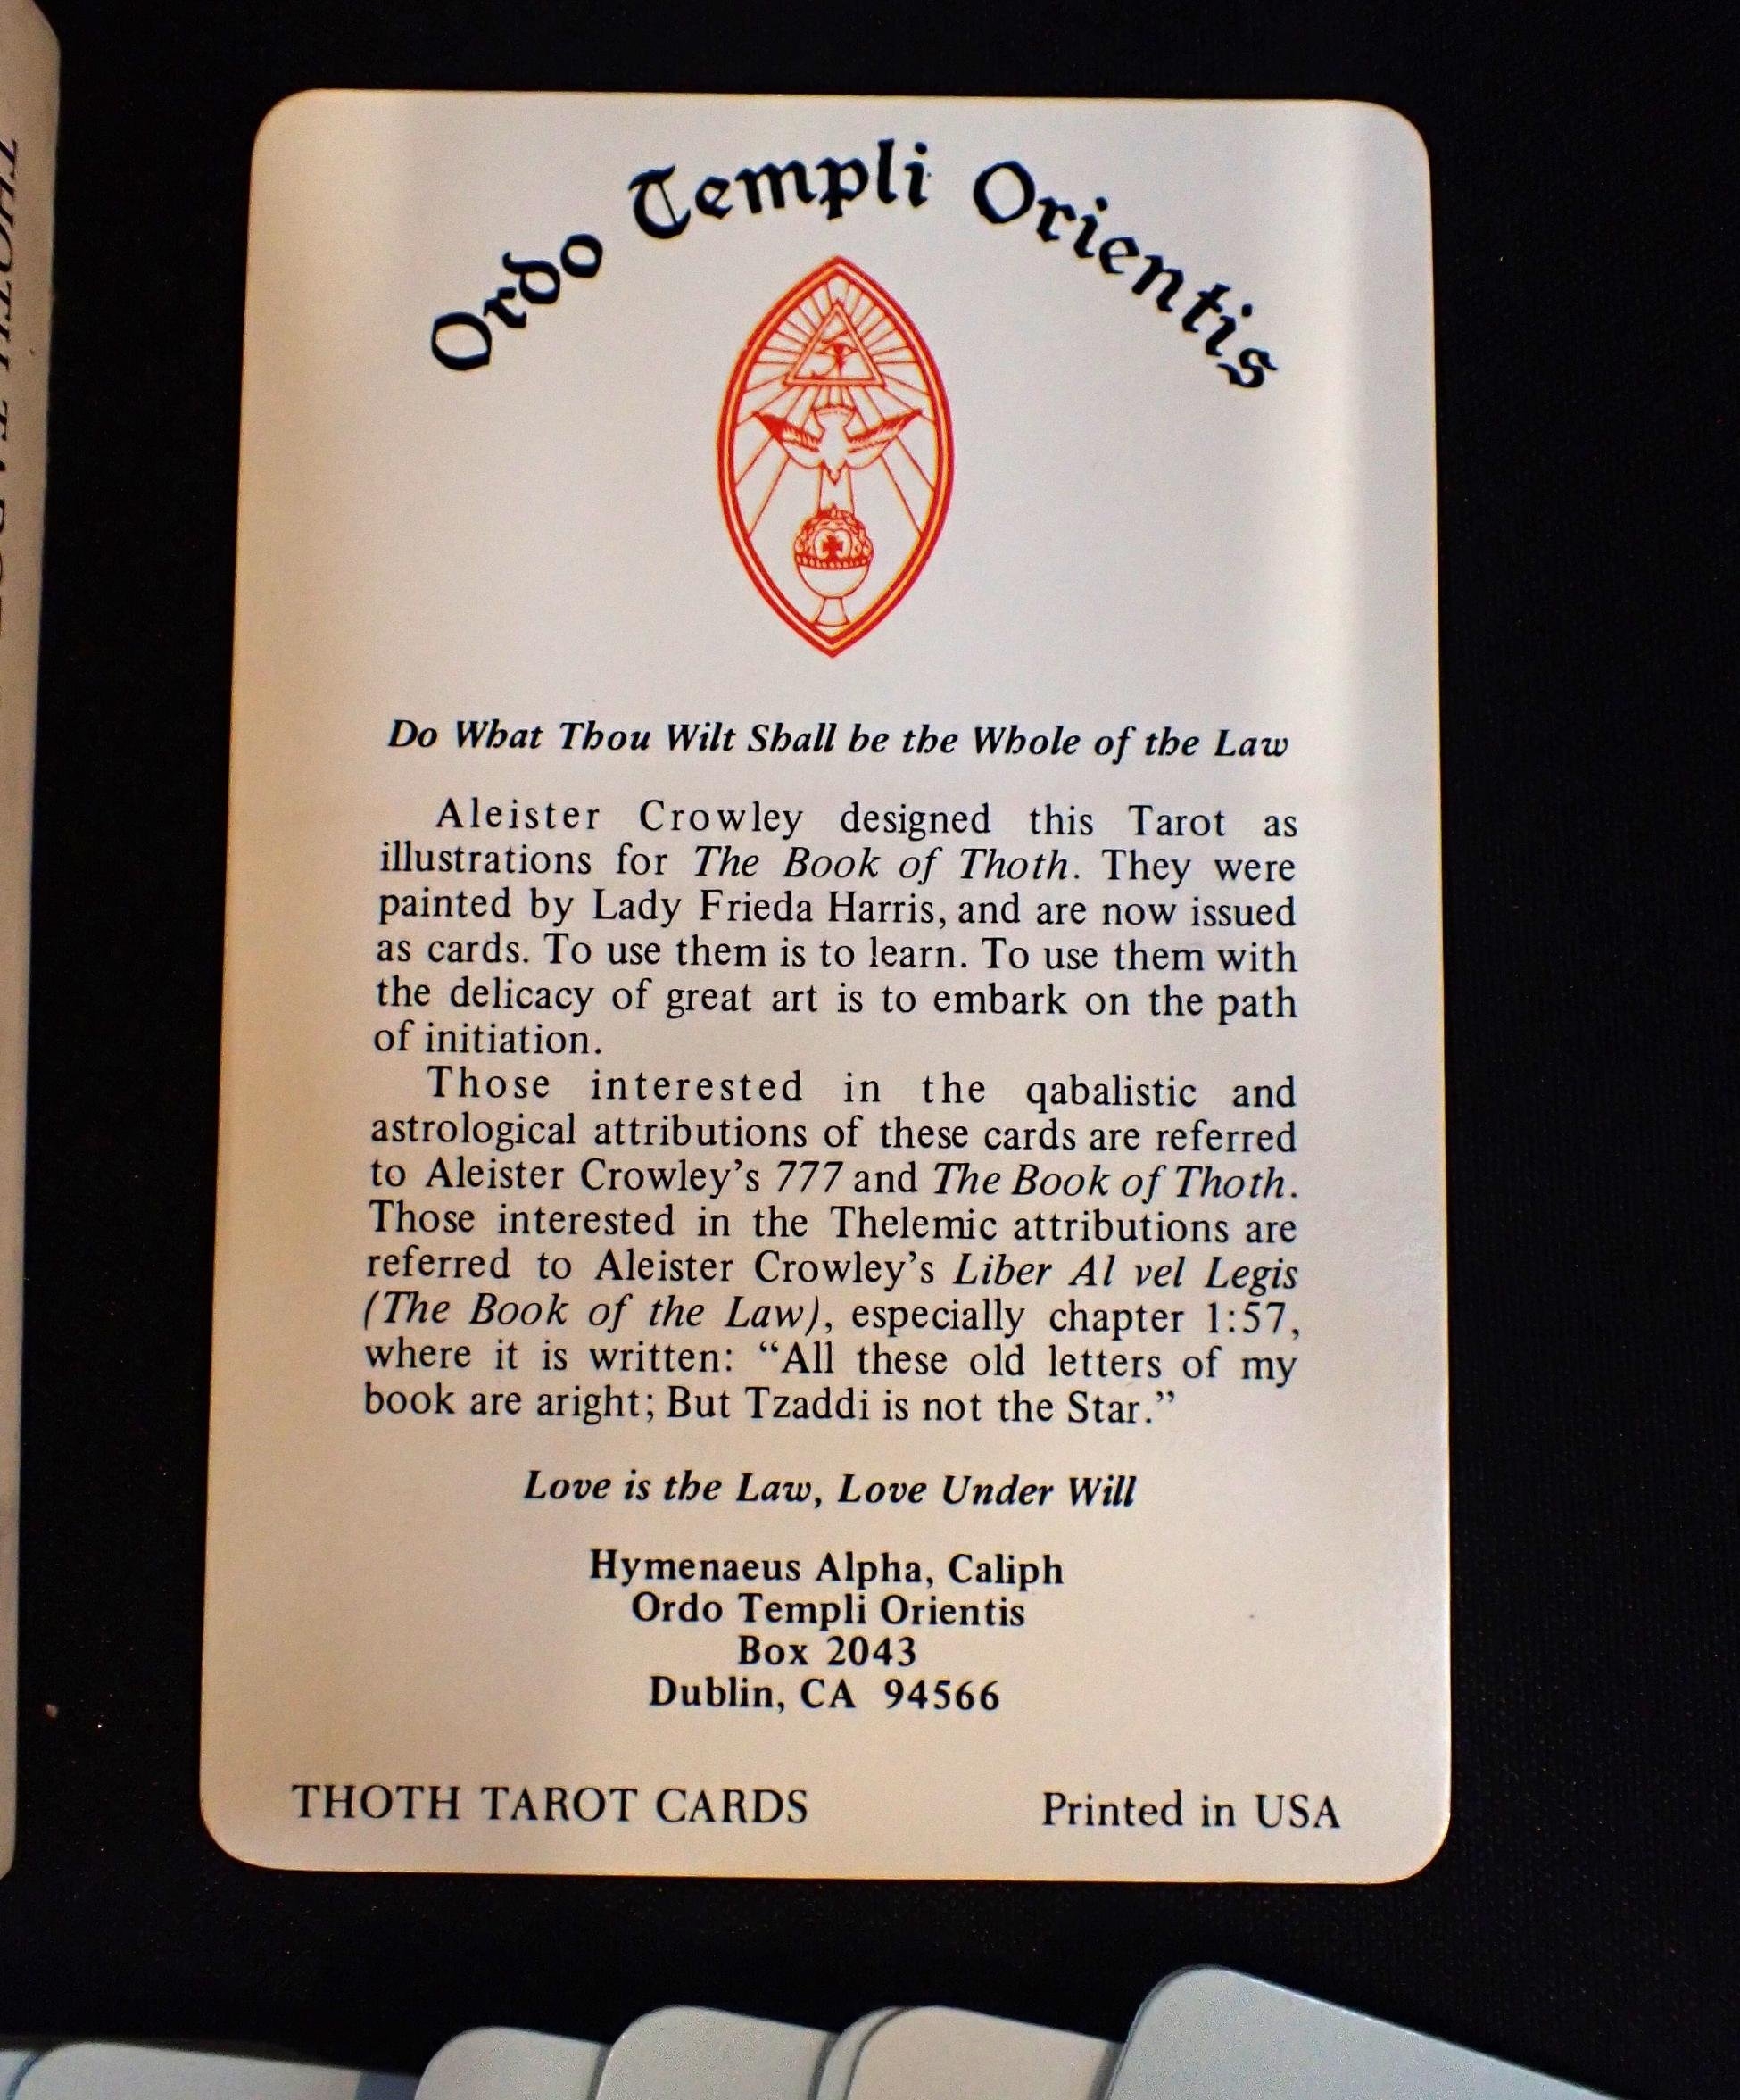 Ordo Templi Orientis
Do What Thou Wilt Shall be the Whole of the Law
Aleister Crowley designed this Tarot as
illustrations for The Book of Thoth. They were
painted by Lady Frieda Harris, and are now issued
as cards. To use them is to learn. To use them with
the delicacy of great art is to embark on the path
of initiation.
Those interested in the qabalistic and
astrological attributions of these cards are referred
to Aleister Crowley’s 777 and The Book of Thoth.
Those interested in the Thelemic attributions are
referred to Aleister Crowley’s Liber Al vel Legis
(The Book of the Law), especially chapter 1:57,
where it is written: “All these old letters of my
book are aright; But Tzaddi is not the Star.”
Love is the Law, Love Under Will
Hymenaeus Alpha, Caliph
Ordo Templi Orientis
Box 2043
Dublin, CA 94566
THOTH TAROT CARDS
Printed in USA